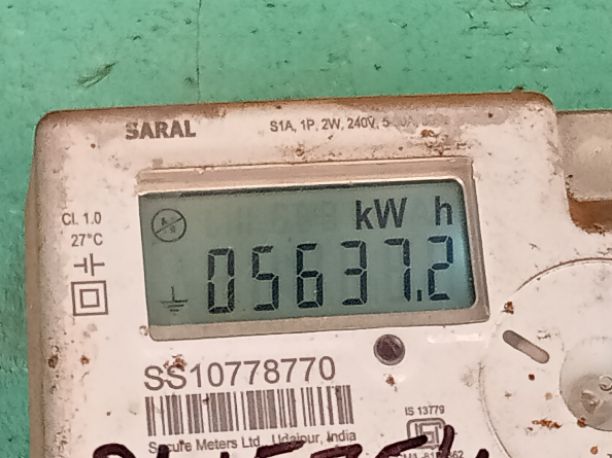 SARAL
S1A, 1P, 2W, 240V,
Cl. 1.0
27°C
kW h
05637.2
SS10778770
IS 13779
Secure Meters Ltd., Udaipur, India